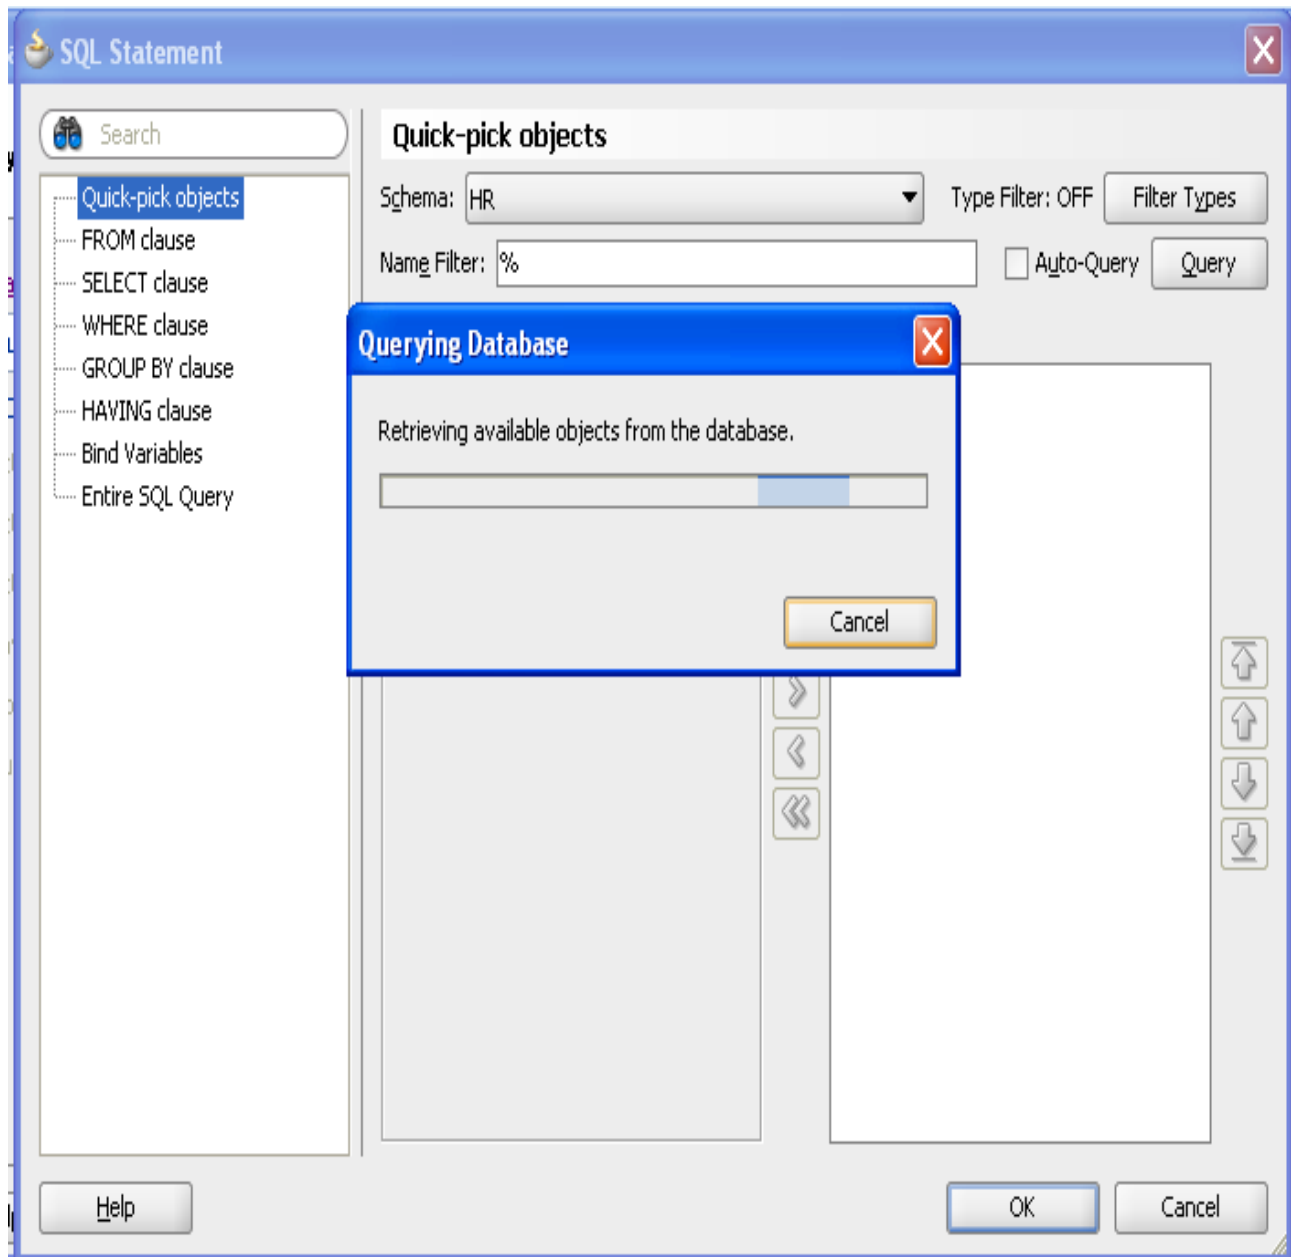 SQL Statement
Search
Quick-pick objects
FROM clause
SELECT clause
WHERE clause
GROUP BY clause
HAVING clause
Bind Variables
Entire SQL Query
Quick-pick objects
Schema: HR Type Filter: OFF Filter Types
Name Filter: % Auto-Query Query
Querying Database
Retrieving available objects from the database.
Cancel
Help OK Cancel